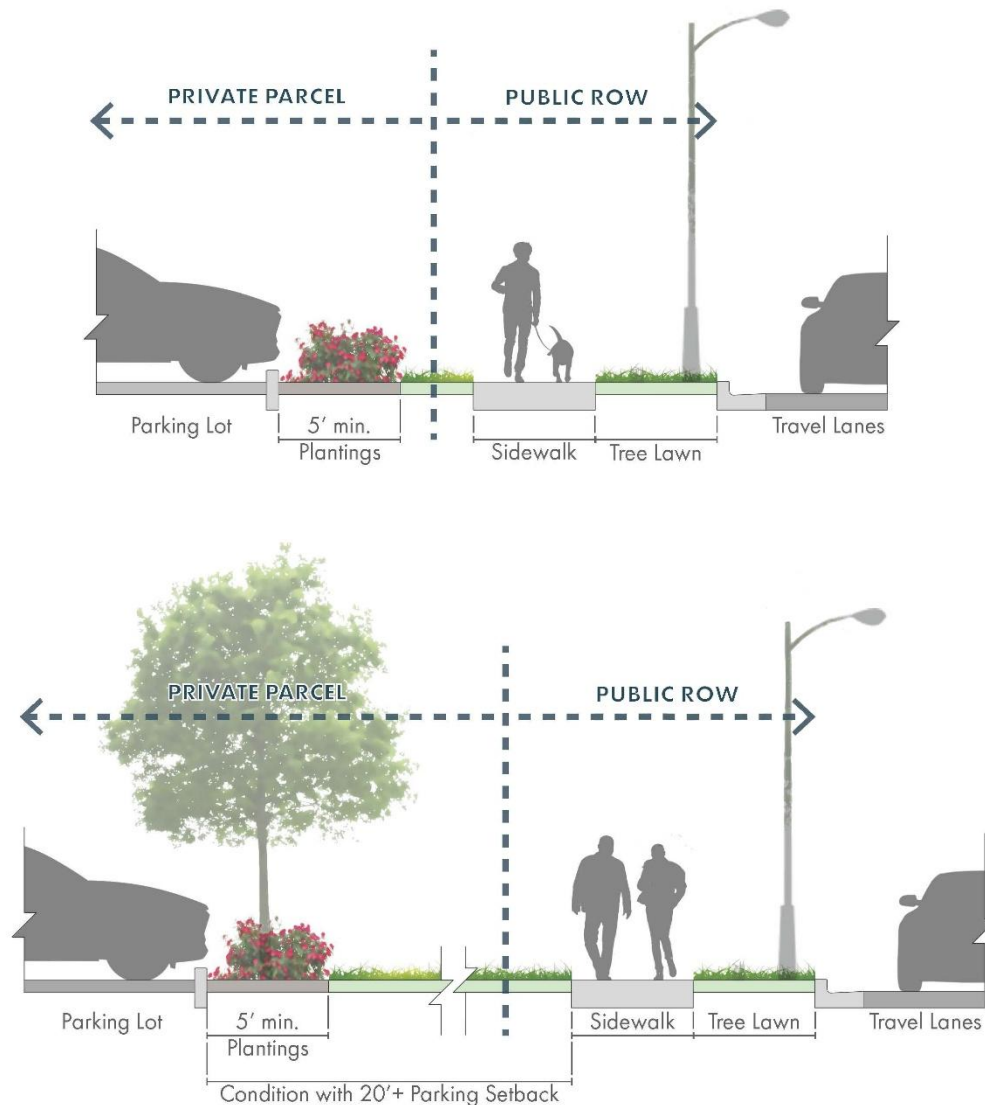 PRIVATE PARCEL
PUBLIC ROW
Parking Lot
5' min.
Plantings
Sidewalk
Tree Lawn
Travel Lanes
PRIVATE PARCEL
PUBLIC ROW
Parking Lot
5' min.
Plantings
Sidewalk
Tree Lawn
Travel Lanes
Condition with 20'+ Parking Setback